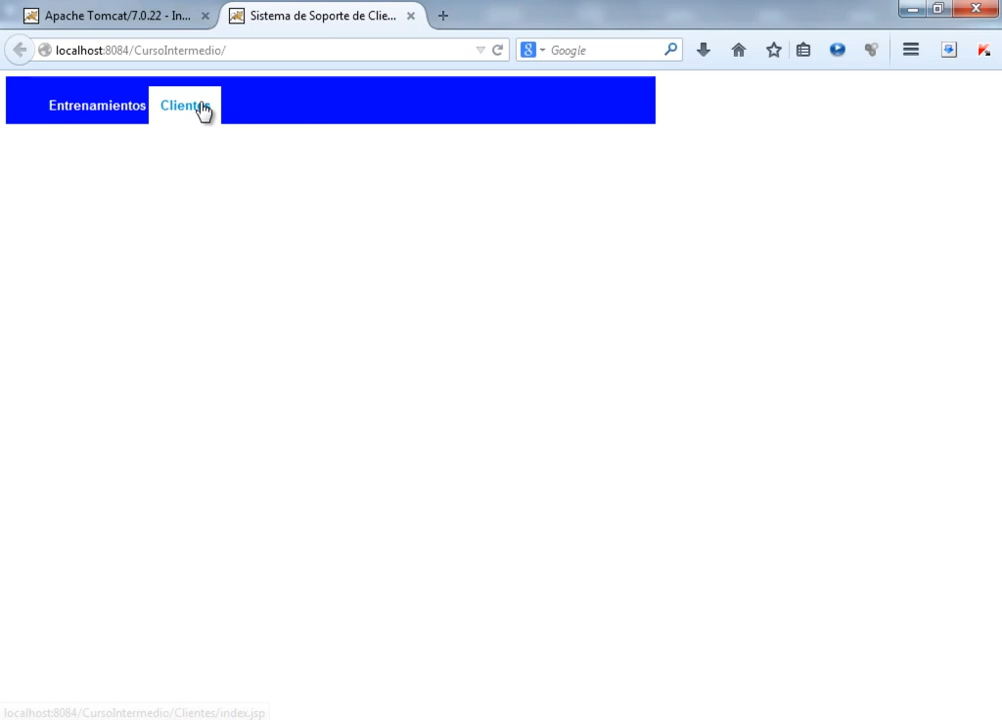 Apache Tomcat/7.0.22 - In... Sistema de Soporte de Clie...
localhost:8084/CursoIntermedio/ 8 Google
Entrenamientos Clientes
localhost:8084/CursoIntermedio/Clientes/index.jsp